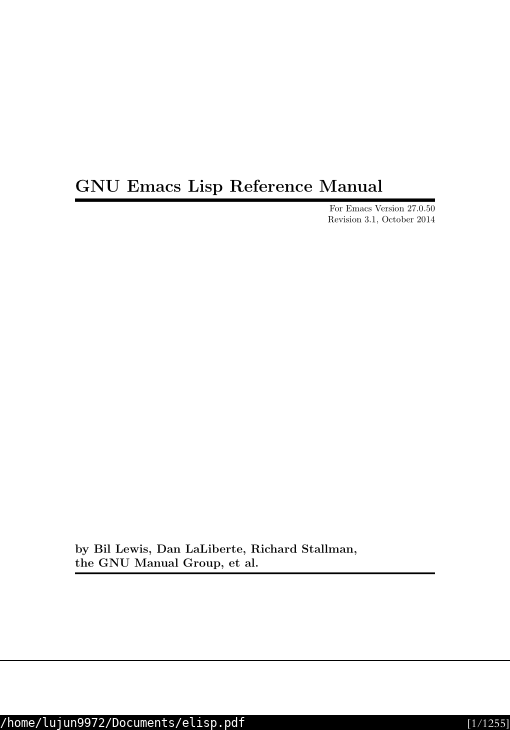 GNU Emacs Lisp Reference Manual
For Emacs Version 27.0.50
Revision 3.1, October 2014
by Bil Lewis, Dan LaLiberte, Richard Stallman,
the GNU Manual Group, et al.
/home/lujun9972/Documents/elisp.pdf [1/1255]